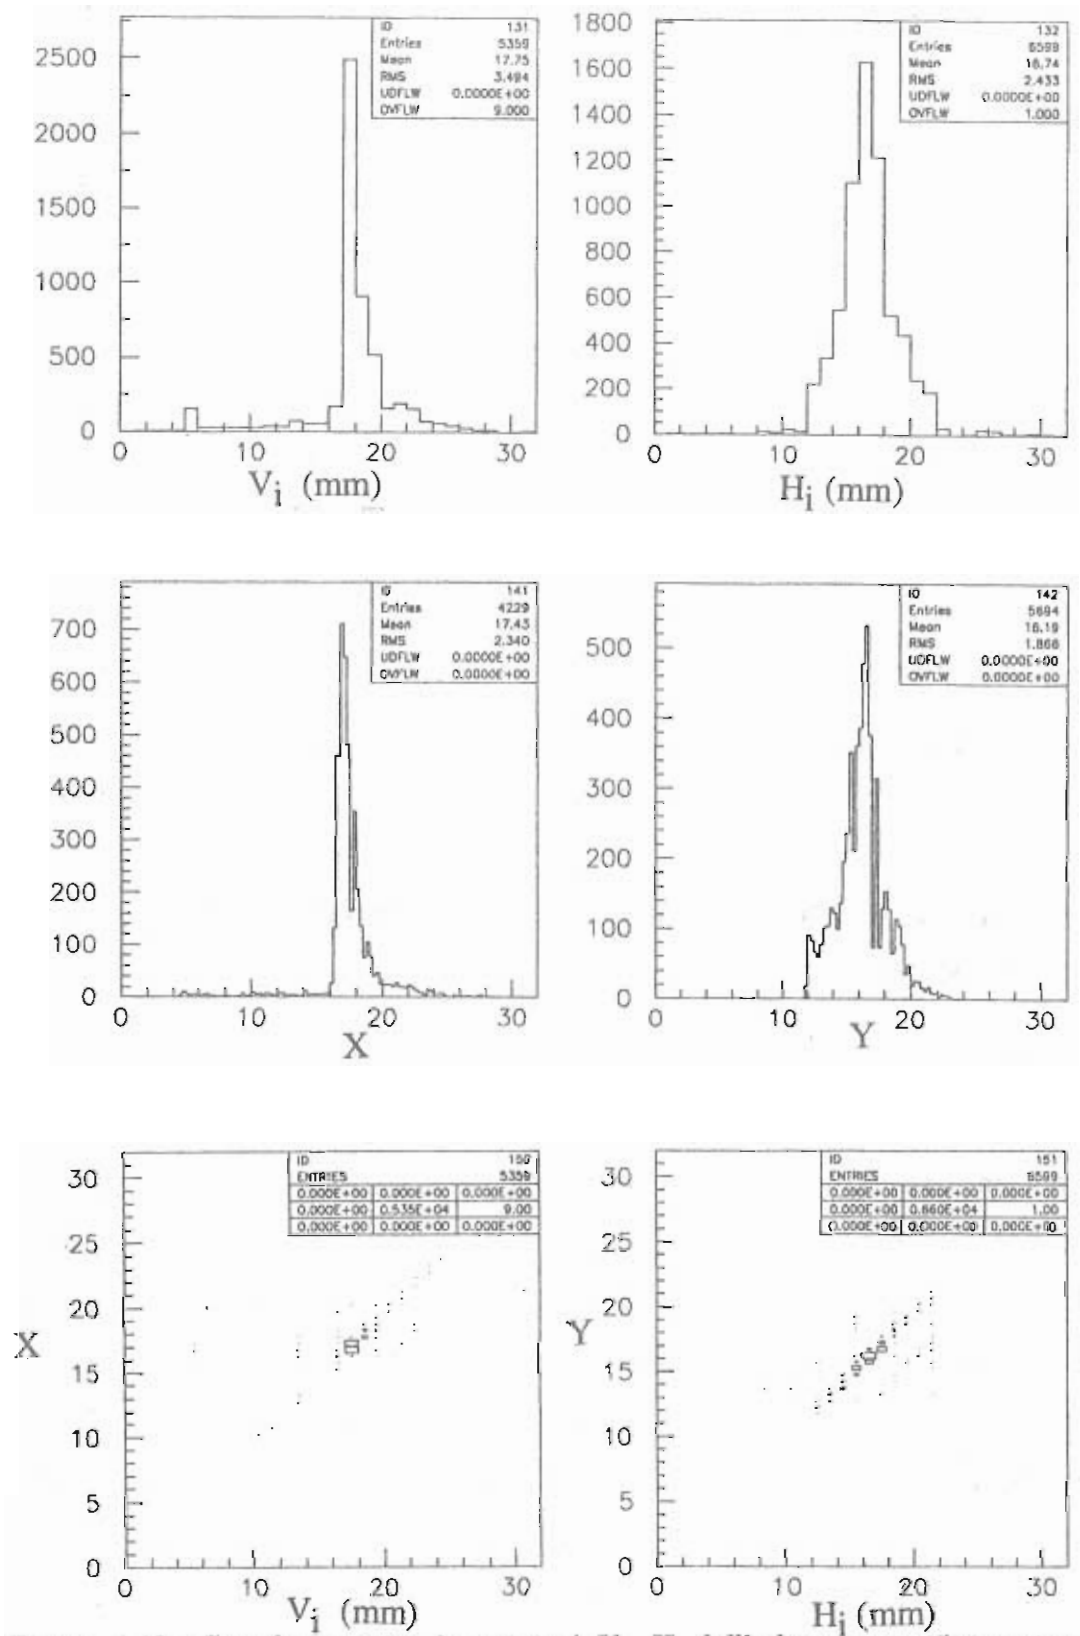 ID 131
Entries 5359
Mean 17.75
RMS 3.494
UDFLW 0.0000E+00
OVFLW 9.000
2500
2000
1500
1000
500
0
0 10 20 30
Vi (mm)
ID 132
Entries 6599
Mean 16.74
RMS 2.433
UDFLW 0.0000E+00
OVFLW 1.000
1800
1600
1400
1200
1000
800
600
400
200
0
0 10 20 30
Hi (mm)
ID 141
Entries 4229
Mean 17.43
RMS 2.340
UDFLW 0.0000E+00
OVFLW 0.0000E+00
700
600
500
400
300
200
100
0
0 10 20 30
X
ID 142
Entries 5694
Mean 16.19
RMS 1.866
UDFLW 0.0000E+00
OVFLW 0.0000E+00
500
400
300
200
100
0
0 10 20 30
Y
ID 150
ENTRIES 5359
0.000E+00 0.000E+00 0.000E+00
0.000E+00 0.535E+04 9.00
0.000E+00 0.000E+00 0.000E+00
30
25
20
X
15
10
5
0
0 10 20 30
Vi (mm)
ID 151
ENTRIES 6599
0.000E+00 0.000E+00 0.000E+00
0.000E+00 0.660E+04 1.00
0.000E+00 0.000E+00 0.000E+00
30
25
20
Y
15
10
5
0
0 10 20 30
Hi (mm)